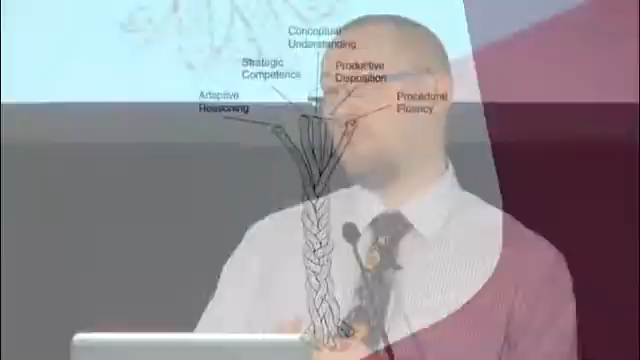 Conceptual
Understanding
Strategic
Competence
Productive
Disposition
Adaptive
Reasoning
Procedural
Fluency